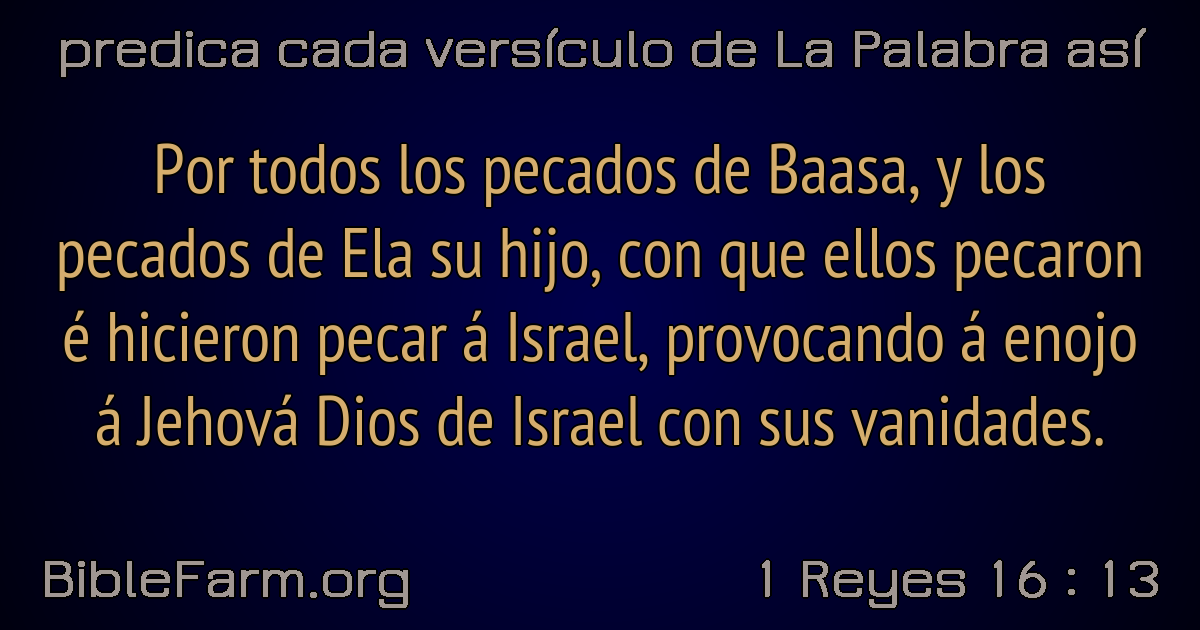 predica cada versículo de La Palabra así
Por todos los pecados de Baasa, y los
pecados de Ela su hijo, con que ellos pecaron
é hicieron pecar á Israel, provocando á enojo
á Jehová Dios de Israel con sus vanidades.
BibleFarm.org
1 Reyes 16 : 13